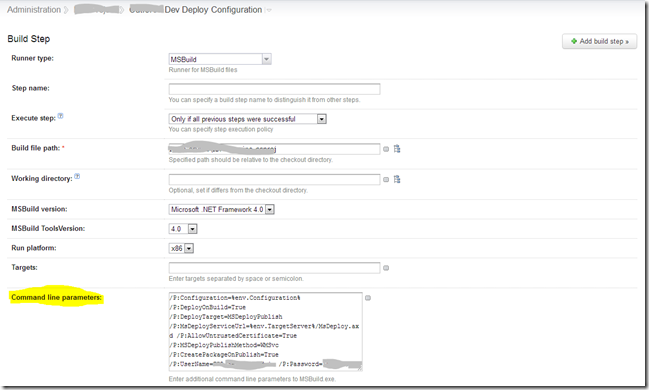 Administration
Dev Deploy Configuration
Build Step
Add build step »
Runner type:
MSBuild
Runner for MSBuild files
Step name:
You can specify a build step name to distinguish it from other steps.
Execute step:
Only if all previous steps were successful
You can specify step execution policy
Build file path: *
Specified path should be relative to the checkout directory.
Working directory:
Optional, set if differs from the checkout directory.
MSBuild version:
Microsoft .NET Framework 4.0
MSBuild ToolsVersion:
4.0
Run platform:
x86
Targets:
Enter targets separated by space or semicolon.
Command line parameters:
/P:Configuration=%env.Configuration%
/P:DeployOnBuild=True
/P:DeployTarget=MSDeployPublish
/P:MsDeployServiceUrl=%env.TargetServer%/MsDeploy.ax
d /P:AllowUntrustedCertificate=True
/P:MSDeployPublishMethod=WMSvc
/P:CreatePackageOnPublish=True
/P:UserName= /P:Password=
Enter additional command line parameters to MSBuild.exe.